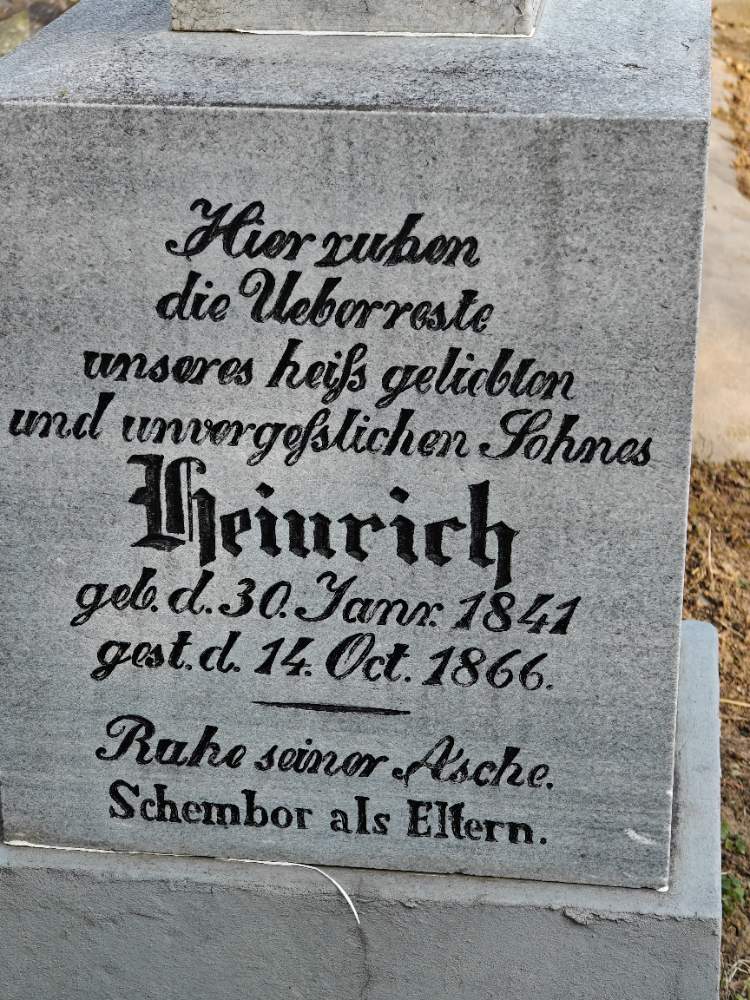 Hier ruhen
die Ueberreste
unseres heiß geliebten
und unvergeßlichen Sohnes
Heinrich
geb. d. 30. Janr. 1841
gest. d. 14. Oct. 1866.
Ruhe seiner Asche.
Schembor als Eltern.